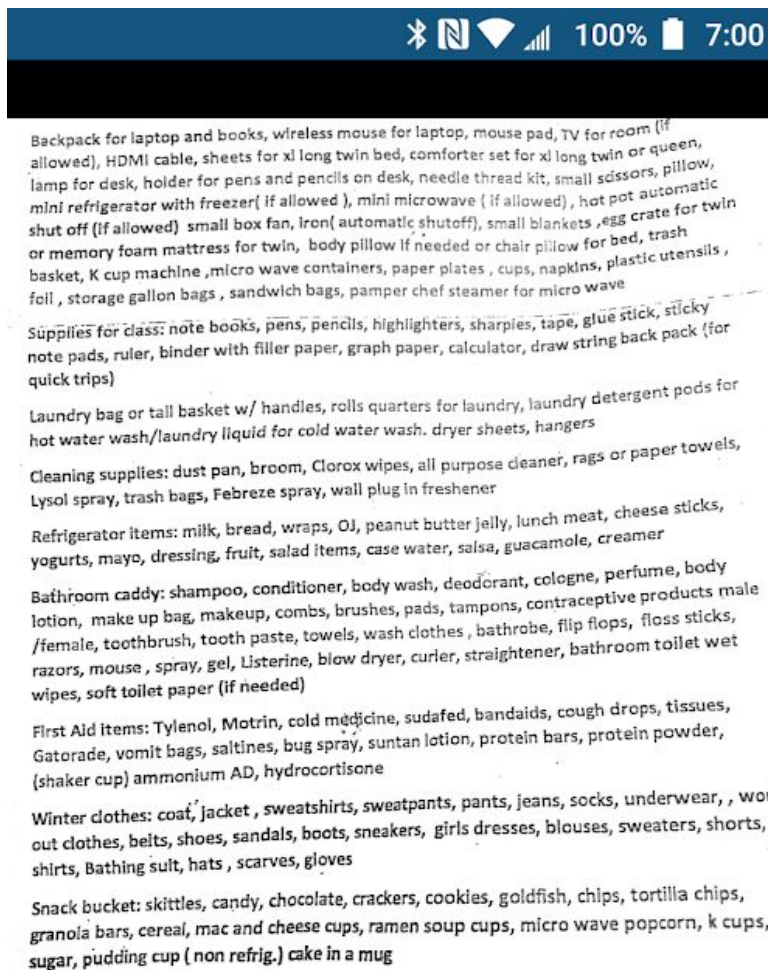 100% 7:00
Backpack for laptop and books, wireless mouse for laptop, mouse pad, TV for room (if
allowed), HDMI cable, sheets for xl long twin bed, comforter set for xl long twin or queen,
lamp for desk, holder for pens and pencils on desk, needle thread kit, small scissors, pillow,
mini refrigerator with freezer( if allowed ), mini microwave ( if allowed) , hot pot automatic
shut off (if allowed) small box fan, iron( automatic shutoff), small blankets ,egg crate for twin
or memory foam mattress for twin, body pillow if needed or chair pillow for bed, trash
basket, K cup machine ,micro wave containers, paper plates , cups, napkins, plastic utensils ,
foil , storage gallon bags , sandwich bags, pamper chef steamer for micro wave
Supplies for class: note books, pens, pencils, highlighters, sharpies, tape, glue stick, sticky
note pads, ruler, binder with filler paper, graph paper, calculator, draw string back pack (for
quick trips)
Laundry bag or tall basket w/ handles, rolls quarters for laundry, laundry detergent pods for
hot water wash/laundry liquid for cold water wash. dryer sheets, hangers
Cleaning supplies: dust pan, broom, Clorox wipes, all purpose cleaner, rags or paper towels,
Lysol spray, trash bags, Febreze spray, wall plug in freshener
Refrigerator items: milk, bread, wraps, OJ, peanut butter jelly, lunch meat, cheese sticks,
yogurts, mayo, dressing, fruit, salad items, case water, salsa, guacamole, creamer
Bathroom caddy: shampoo, conditioner, body wash, deodorant, cologne, perfume, body
lotion, make up bag, makeup, combs, brushes, pads, tampons, contraceptive products male
/female, toothbrush, tooth paste, towels, wash clothes , bathrobe, flip flops, floss sticks,
razors, mouse , spray, gel, Listerine, blow dryer, curler, straightener, bathroom toilet wet
wipes, soft toilet paper (if needed)
First Aid items: Tylenol, Motrin, cold medicine, sudafed, bandaids, cough drops, tissues,
Gatorade, vomit bags, saltines, bug spray, suntan lotion, protein bars, protein powder,
(shaker cup) ammonium AD, hydrocortisone
Winter clothes: coat, jacket , sweatshirts, sweatpants, pants, jeans, socks, underwear, , wor
out clothes, belts, shoes, sandals, boots, sneakers, girls dresses, blouses, sweaters, shorts,
shirts, Bathing suit, hats , scarves, gloves
Snack bucket: skittles, candy, chocolate, crackers, cookies, goldfish, chips, tortilla chips,
granola bars, cereal, mac and cheese cups, ramen soup cups, micro wave popcorn, k cups,
sugar, pudding cup ( non refrig.) cake in a mug